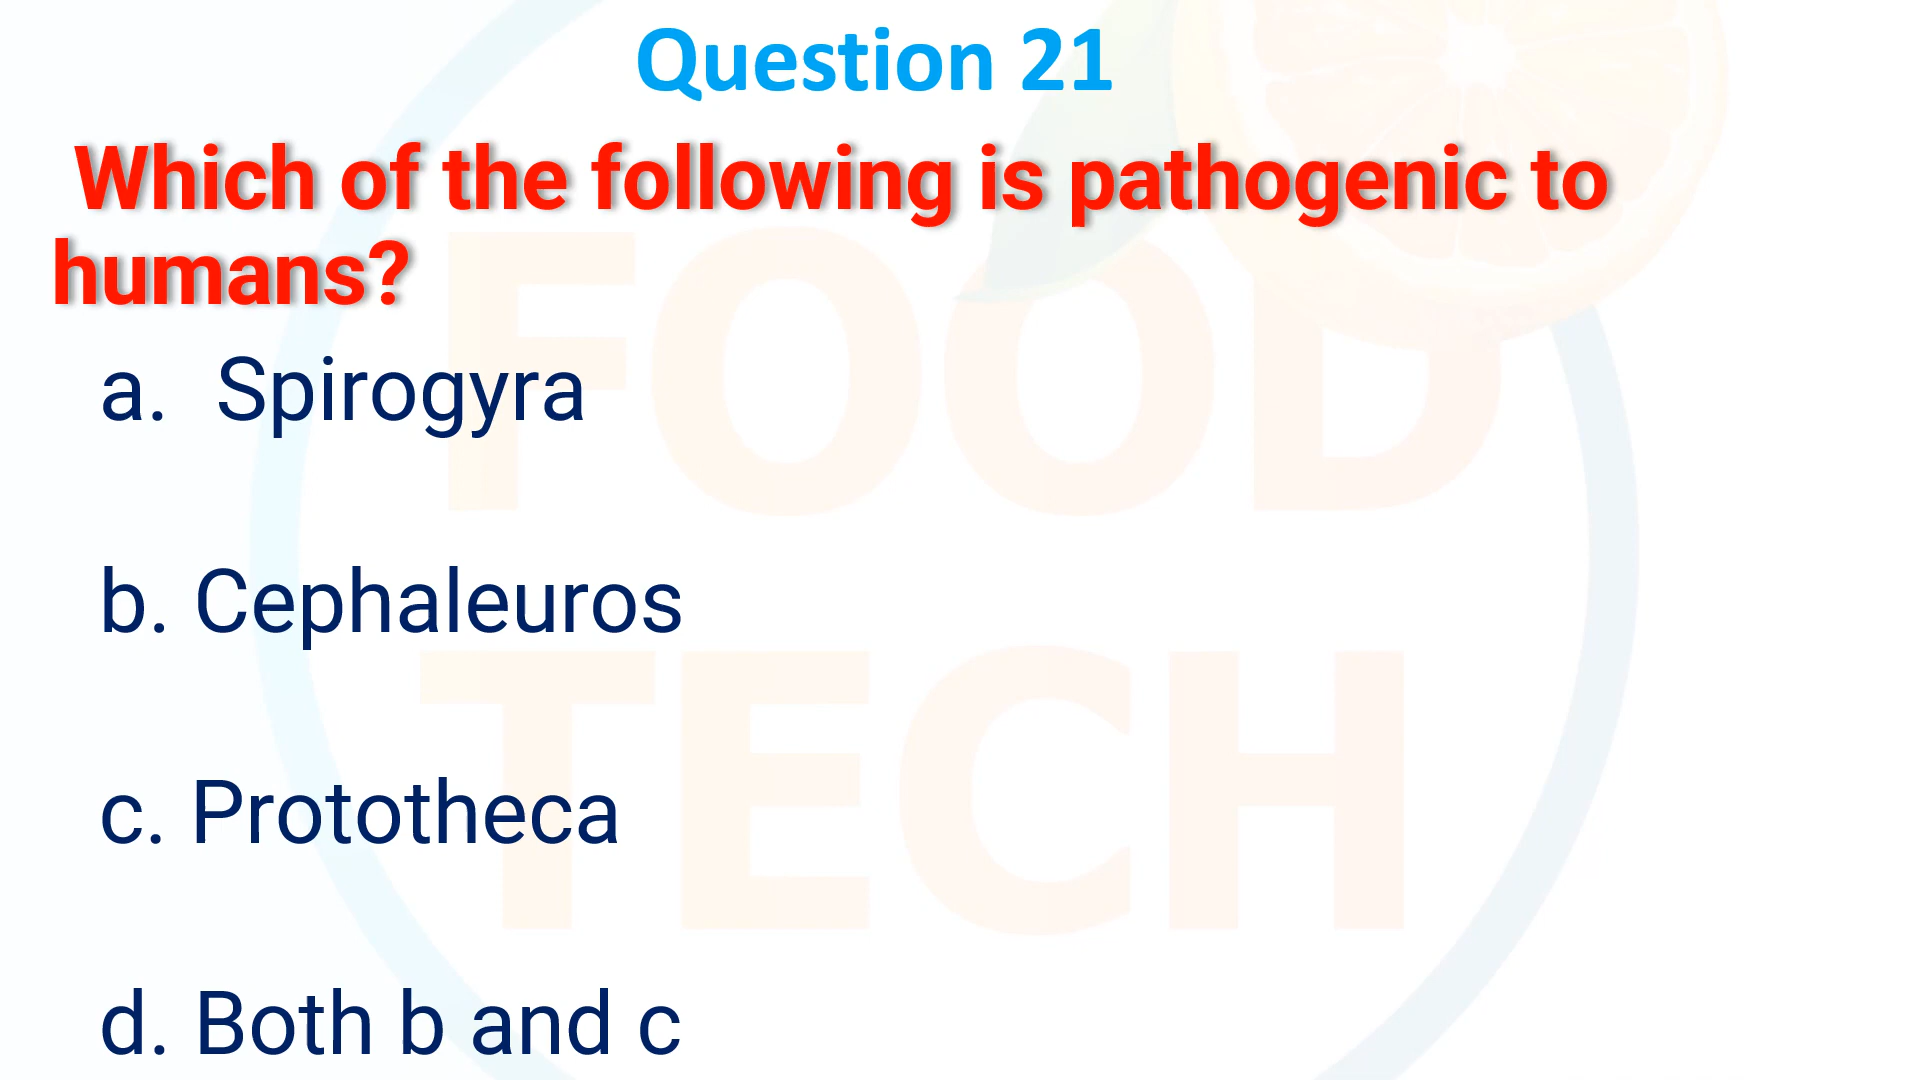 Question 21
Which of the following is pathogenic to
humans?
a. Spirogyra
b. Cephaleuros
c. Prototheca
d. Both b and c
FOOD
TECH